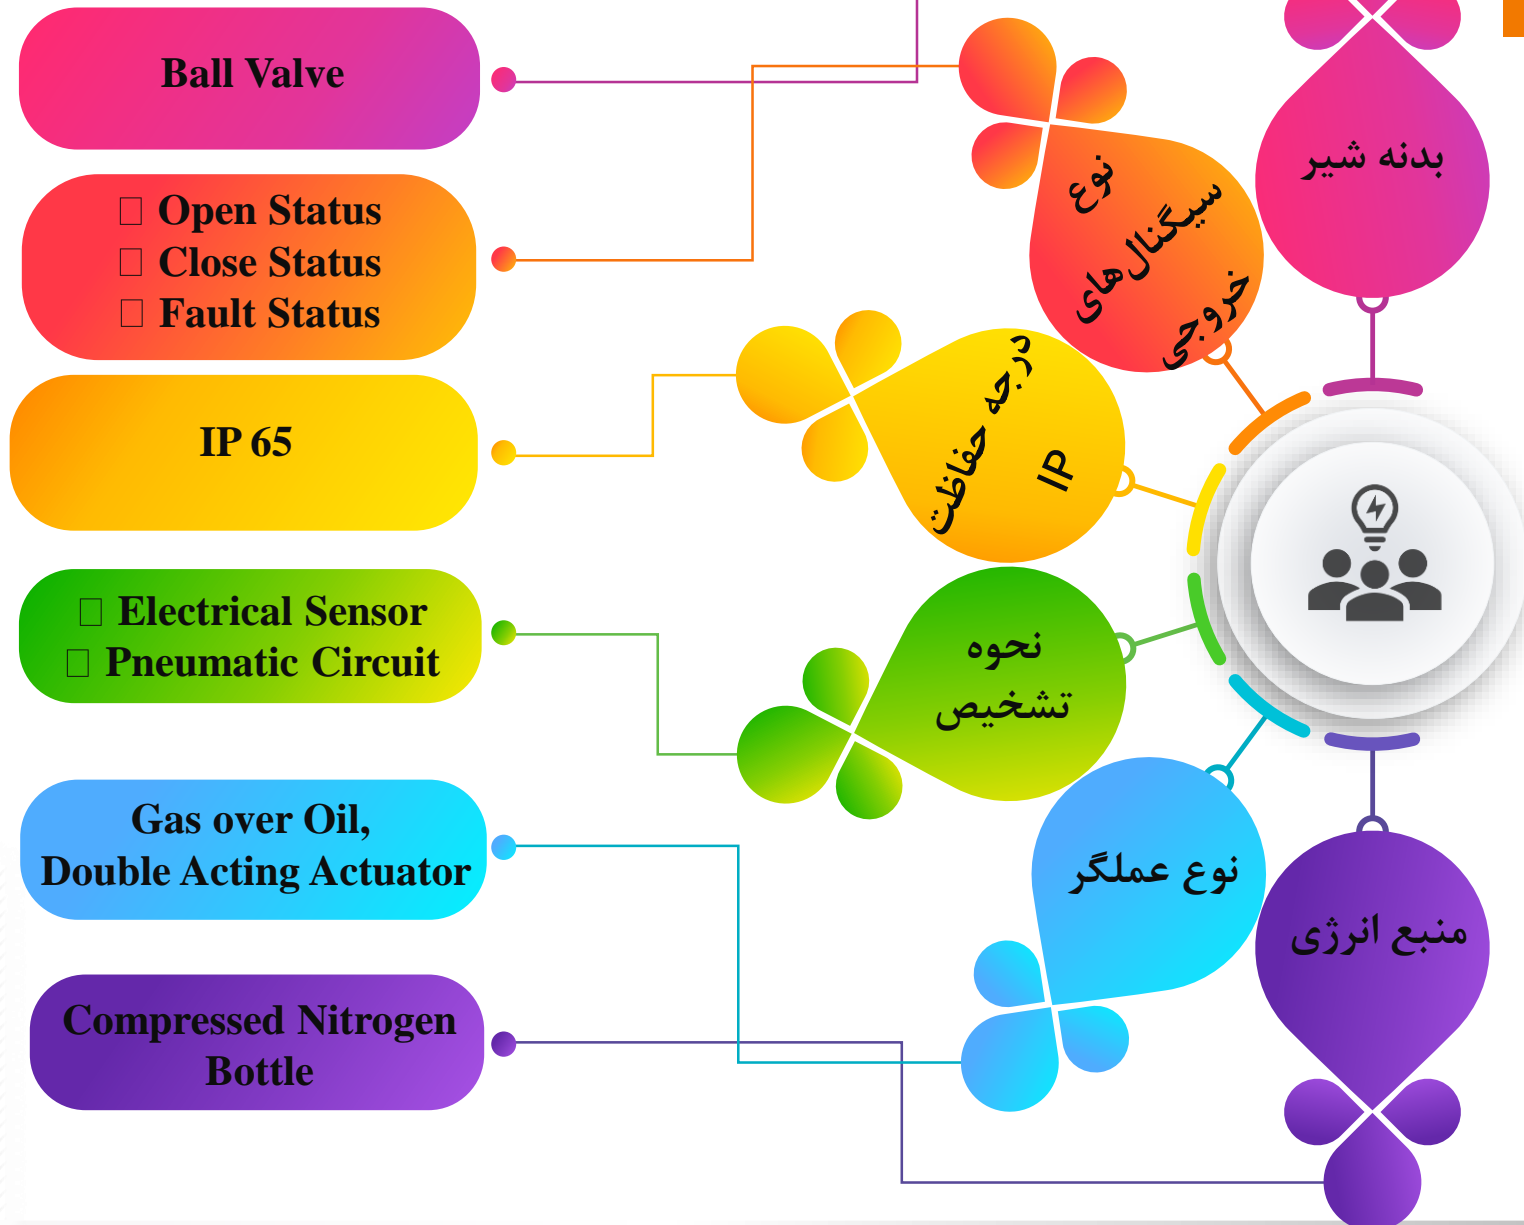 Ball Valve
بدنه شیر
□ Open Status
□ Close Status
□ Fault Status
نوع
سیگنال‌های
خروجی
IP 65
درجه حفاظت
IP
□ Electrical Sensor
□ Pneumatic Circuit
نحوه
تشخیص
Gas over Oil,
Double Acting Actuator
نوع عملگر
Compressed Nitrogen
Bottle
منبع انرژی